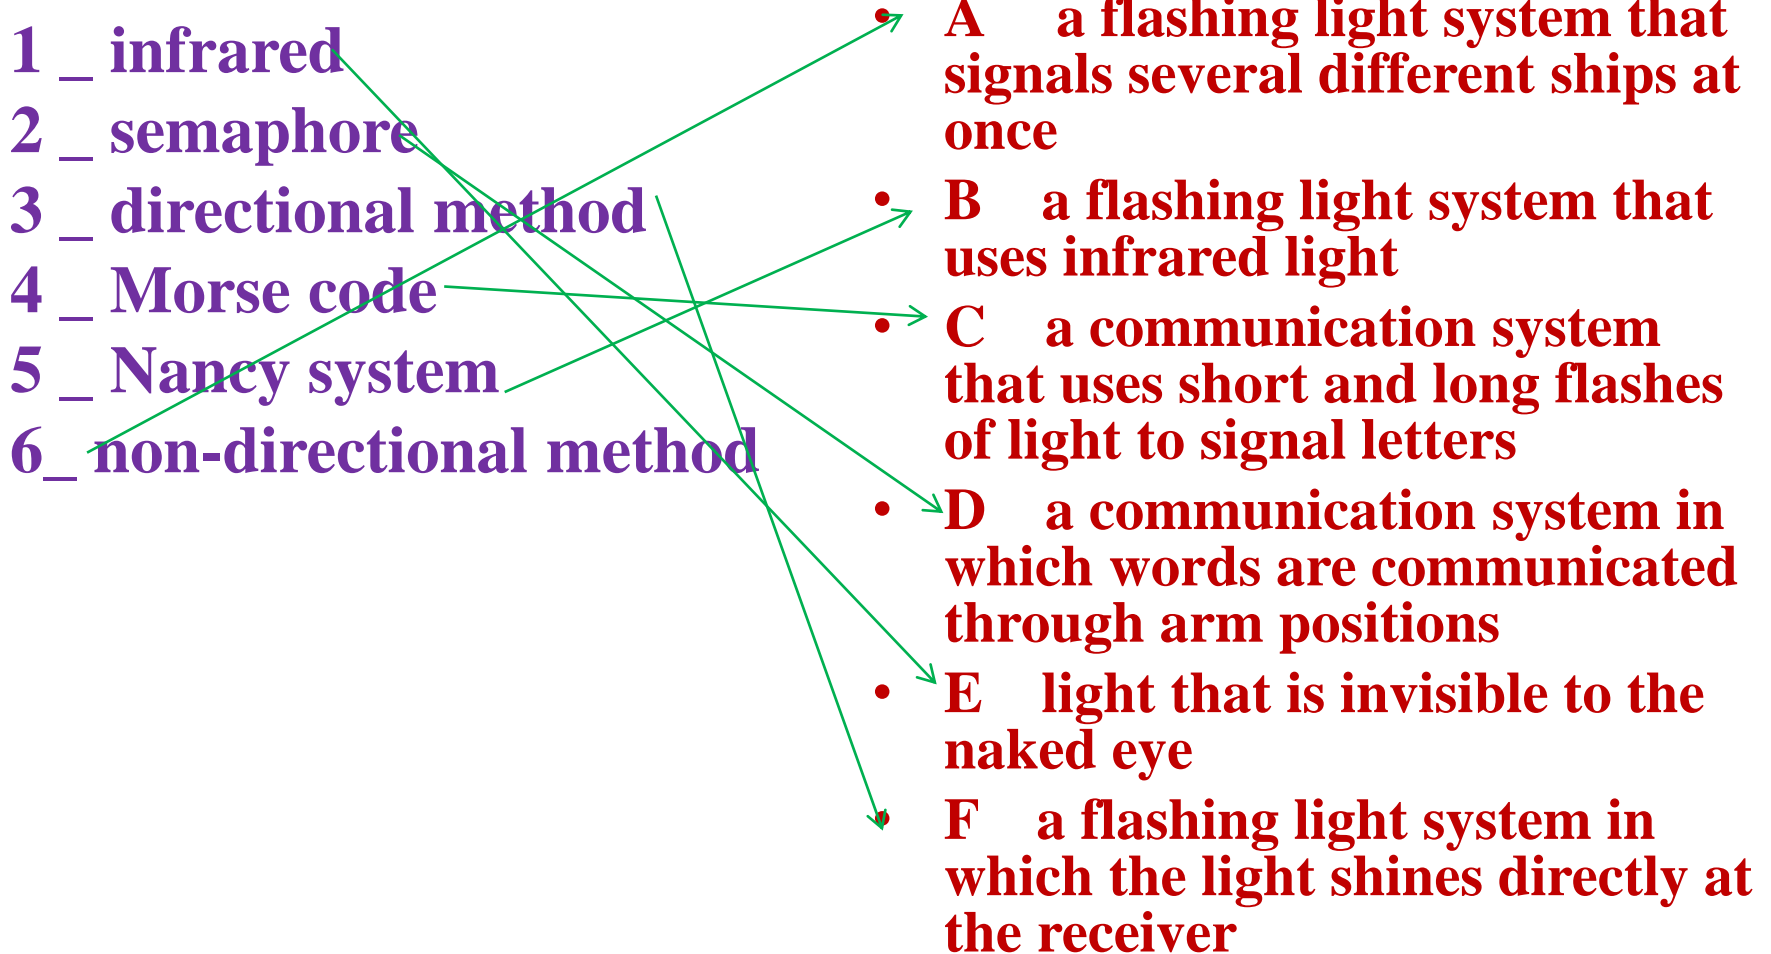 1 _ infrared
2 _ semaphore
3 _ directional method
4 _ Morse code
5 _ Nancy system
6_ non-directional method
• A a flashing light system that
signals several different ships at
once
• B a flashing light system that
uses infrared light
• C a communication system
that uses short and long flashes
of light to signal letters
• D a communication system in
which words are communicated
through arm positions
• E light that is invisible to the
naked eye
• F a flashing light system in
which the light shines directly at
the receiver